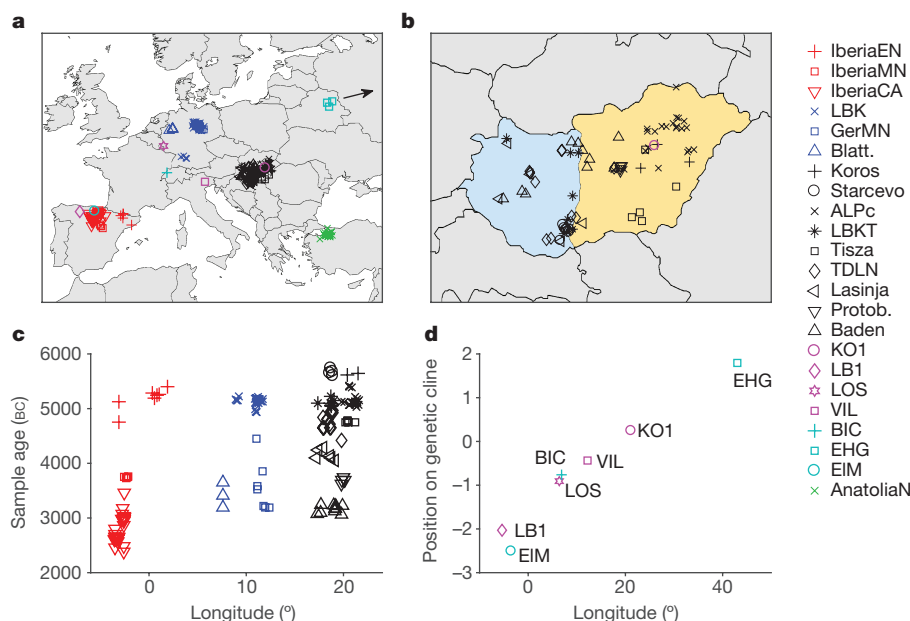 a
b
IberiaEN
IberiaMN
IberiaCA
LBK
GerMN
Blatt.
Koros
Starcevo
ALPc
LBKT
Tisza
TDLN
Lasinja
Protob.
Baden
KO1
LB1
LOS
VIL
BIC
EHG
EIM
AnatoliaN
c
Sample age (BC)
6000
5000
4000
3000
2000
0
10
20
Longitude (º)
d
Position on genetic cline
2
1
0
–1
–2
–3
EHG
KO1
BIC
VIL
LOS
LB1
EIM
0
20
40
Longitude (º)